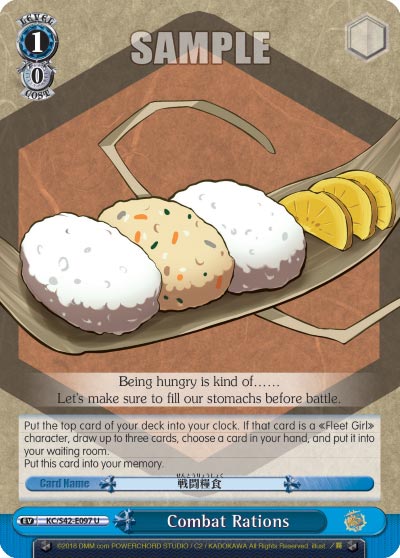 LEVEL
1
0
COST
SAMPLE
Being hungry is kind of……
Let's make sure to fill our stomachs before battle.
Put the top card of your deck into your clock. If that card is a «Fleet Girl»
character, draw up to three cards, choose a card in your hand, and put it into
your waiting room.
Put this card into your memory.
Card Name
せんとうりょうしょく
戦闘糧食
EV
KC/S42-E097 U
Combat Rations
©2016 DMM.com POWERCHORD STUDIO / C2 / KADOKAWA All Rights Reserved. illust.